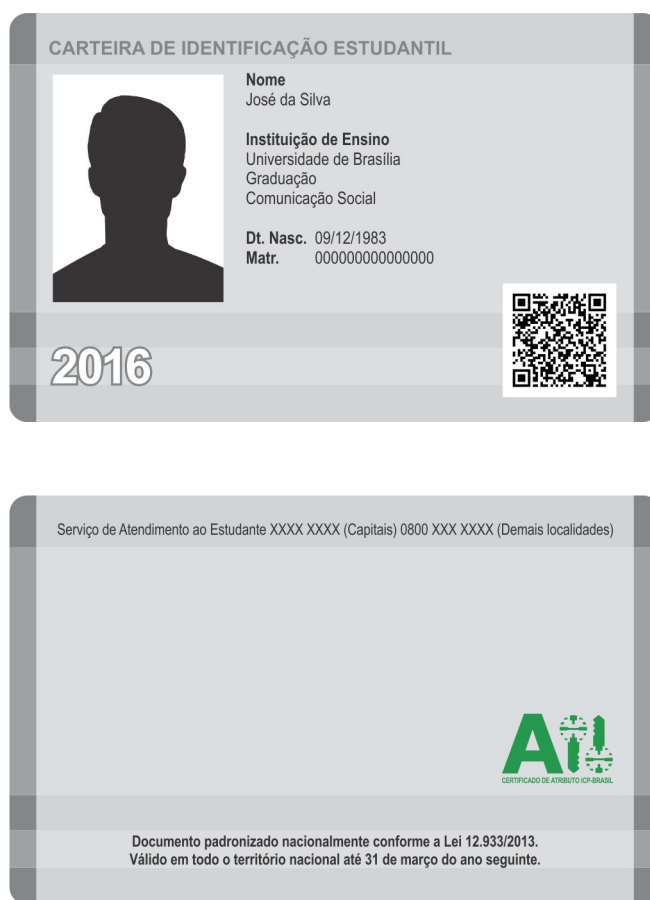 CARTEIRA DE IDENTIFICAÇÃO ESTUDANTIL
Nome
José da Silva
Instituição de Ensino
Universidade de Brasília
Graduação
Comunicação Social
Dt. Nasc. 09/12/1983
Matr. 000000000000000
2016
Serviço de Atendimento ao Estudante XXXX XXXX (Capitais) 0800 XXX XXXX (Demais localidades)
A
CERTIFICADO DE ATRIBUTO ICP-BRASIL
Documento padronizado nacionalmente conforme a Lei 12.933/2013.
Válido em todo o território nacional até 31 de março do ano seguinte.